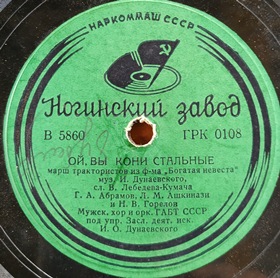 НАРКОММАШ СССР
Ногинский завод
В 5860 ГРК 0108
ОЙ, ВЫ КОНИ СТАЛЬНЫЕ
марш трактористов из ф-ма „Богатая невеста"
муз. И. Дунаевского,
сл. В. Лебедева-Кумача
Г. А. Абрамов, Л. М. Ашкинази
и Н. В. Горелов
Мужск. хор и орк. ГАБТ СССР
под упр. Засл. деят. иск.
И. О. Дунаевского